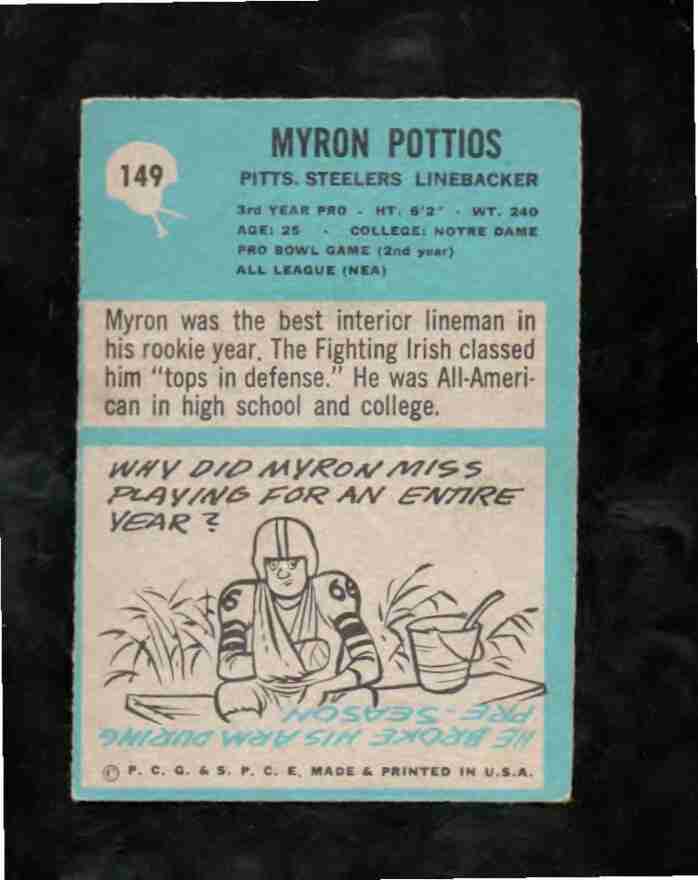 149
MYRON POTTIOS
PITTS. STEELERS LINEBACKER
3rd YEAR PRO - HT: 6'2" - WT. 240
AGE: 25 - COLLEGE: NOTRE DAME
PRO BOWL GAME (2nd year)
ALL LEAGUE (NEA)
Myron was the best interior lineman in
his rookie year. The Fighting Irish classed
him "tops in defense." He was All-Ameri-
can in high school and college.
WHY DID MYRON MISS
PLAYING FOR AN ENTIRE
YEAR?
6 66
HE BROKE HIS ARM DURING
PRE-SEASON
© P. C. G. & S. P. C. E. MADE & PRINTED IN U.S.A.